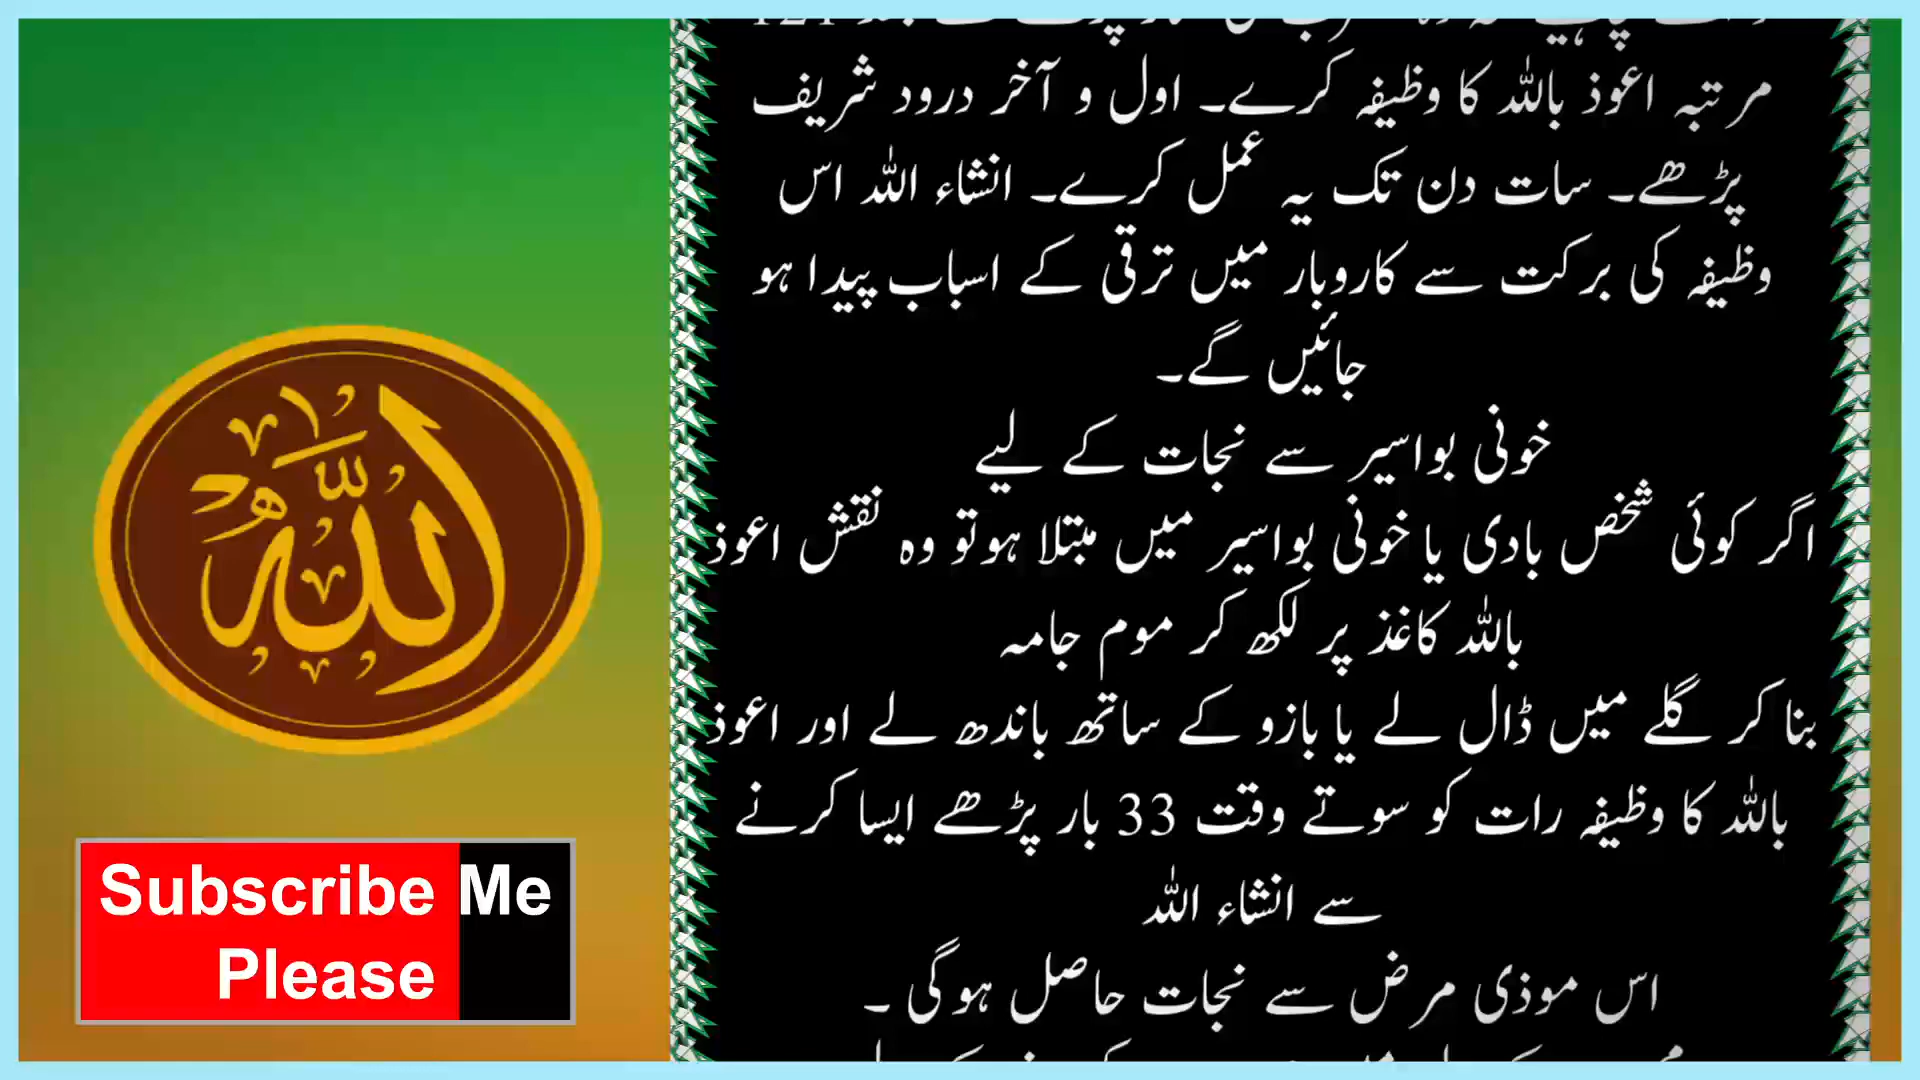 مرتبہ اعوذ باللہ کا وظیفہ کرے۔ اول و آخر درود شریف
پڑھے۔ سات دن تک یہ عمل کرے۔ انشاء اللہ اس
وظیفہ کی برکت سے کاروبار میں ترقی کے اسباب پیدا ہو
جائیں گے۔
خونی بواسیر سے نجات کے لیے
اگر کوئی شخص بادی یا خونی بواسیر میں مبتلا ہوتو وہ نقش اعوذ
باللہ کاغذ پر لکھ کر موم جامہ
بنا کر گلے میں ڈال لے یا بازو کے ساتھ باندھ لے اور اعوذ
باللہ کا وظیفہ رات کو سوتے وقت 33 بار پڑھے ایسا کرنے
سے انشاء اللہ
اس موذی مرض سے نجات حاصل ہوگی ۔
اللہ
Subscribe Me
Please